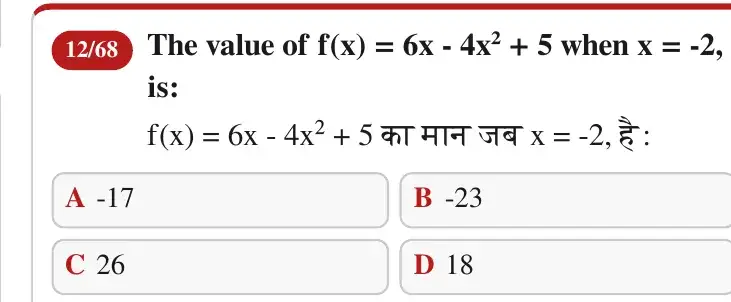 12/68 The value of f(x) = 6x - 4x² + 5 when x = -2,
is:
f(x) = 6x - 4x² + 5 का मान जब x = -2, है :
A -17
B -23
C 26
D 18